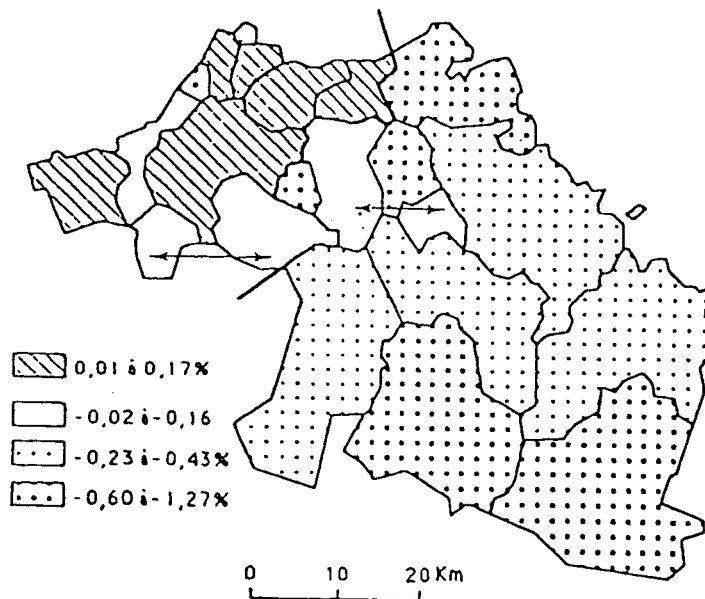 0,01 à 0,17%
-0,02 à -0,16
-0,23 à -0,43%
-0,60 à -1,27%
0 10 20 Km